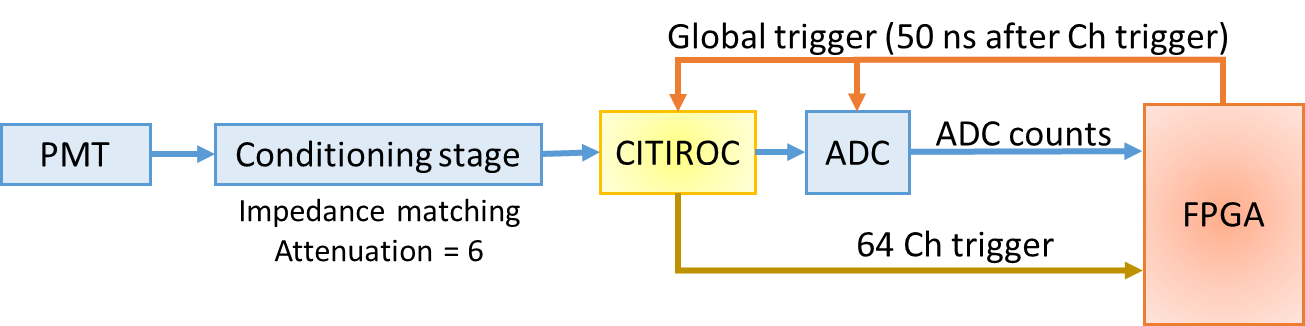 Global trigger (50 ns after Ch trigger)
PMT
Conditioning stage
CITIROC
ADC
ADC counts
Impedance matching
Attenuation = 6
64 Ch trigger
FPGA